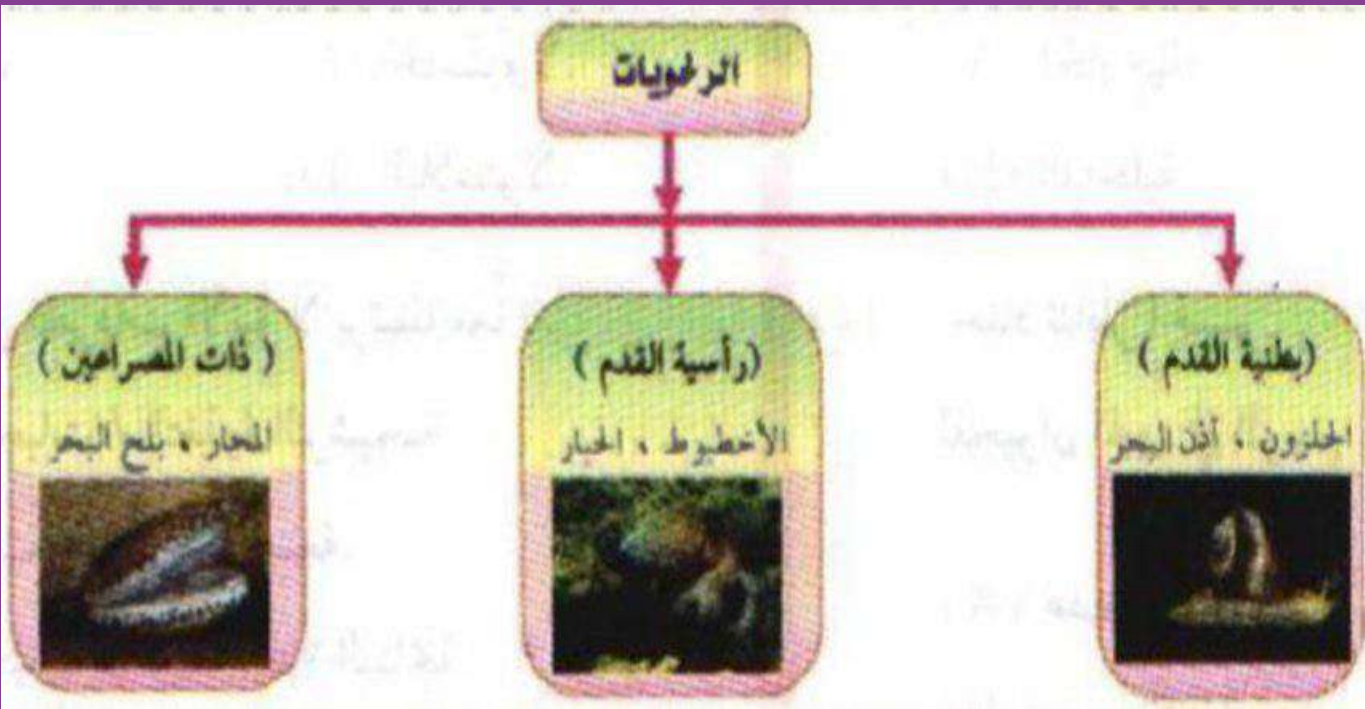 الرخويات
(بطنية القدم)
الحلزون ، أذن البحر
(رأسية القدم)
الأخطبوط ، الحبار
(ذات المصراعين)
المحار ، بلح البحر